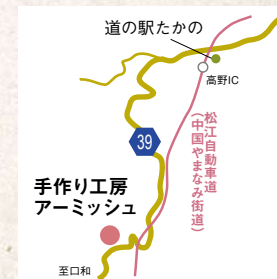 道の駅たかの
高野IC
松江自動車道
(中国やまなみ街道)
39
手作り工房
アーミッシュ
至口和